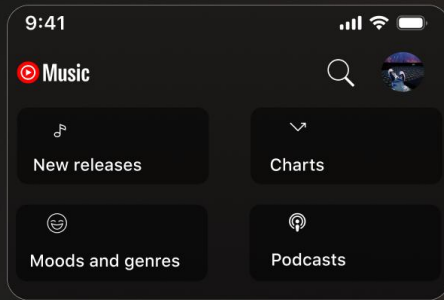 9:41
Music
New releases
Charts
Moods and genres
Podcasts